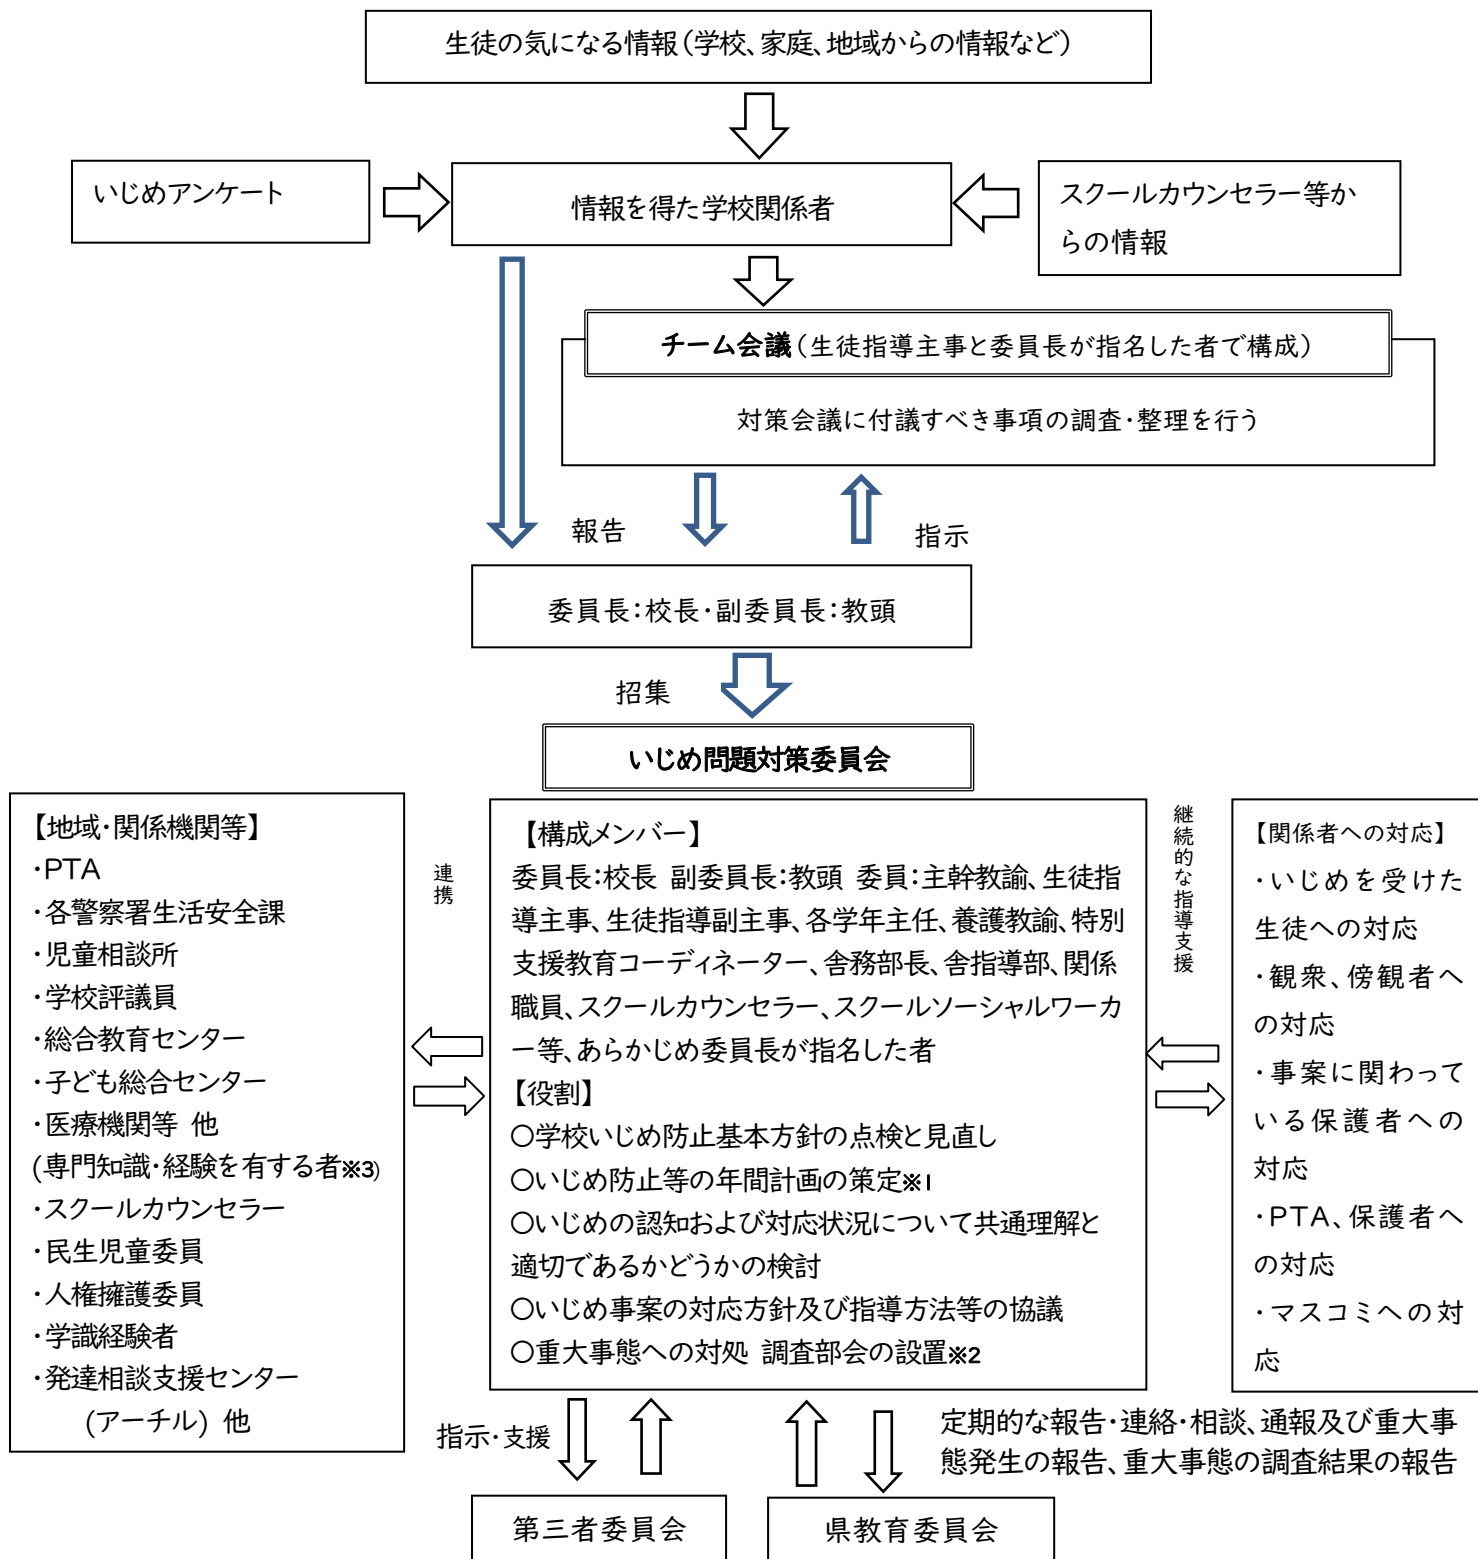 生徒の気になる情報(学校、家庭、地域からの情報など)
いじめアンケート
情報を得た学校関係者
スクールカウンセラー等か
らの情報
チーム会議(生徒指導主事と委員長が指名した者で構成)
対策会議に付議すべき事項の調査・整理を行う
報告
指示
委員長:校長・副委員長:教頭
招集
いじめ問題対策委員会
【地域・関係機関等】
・PTA
・各警察署生活安全課
・児童相談所
・学校評議員
・総合教育センター
・子ども総合センター
・医療機関等 他
(専門知識・経験を有する者※3)
・スクールカウンセラー
・民生児童委員
・人権擁護委員
・学識経験者
・発達相談支援センター
(アーチル) 他
連携
【構成メンバー】
委員長:校長 副委員長:教頭 委員:主幹教諭、生徒指
導主事、生徒指導副主事、各学年主任、養護教諭、特別
支援教育コーディネーター、舎務部長、舎指導部、関係
職員、スクールカウンセラー、スクールソーシャルワーカ
ー等、あらかじめ委員長が指名した者
【役割】
○学校いじめ防止基本方針の点検と見直し
○いじめ防止等の年間計画の策定※1
○いじめの認知および対応状況について共通理解と
適切であるかどうかの検討
○いじめ事案の対応方針及び指導方法等の協議
○重大事態への対処 調査部会の設置※2
継続的な指導支援
【関係者への対応】
・いじめを受けた
生徒への対応
・観衆、傍観者へ
の対応
・事案に関わって
いる保護者への
対応
・PTA、保護者へ
の対応
・マスコミへの対
応
指示・支援
定期的な報告・連絡・相談、通報及び重大事
態発生の報告、重大事態の調査結果の報告
第三者委員会
県教育委員会